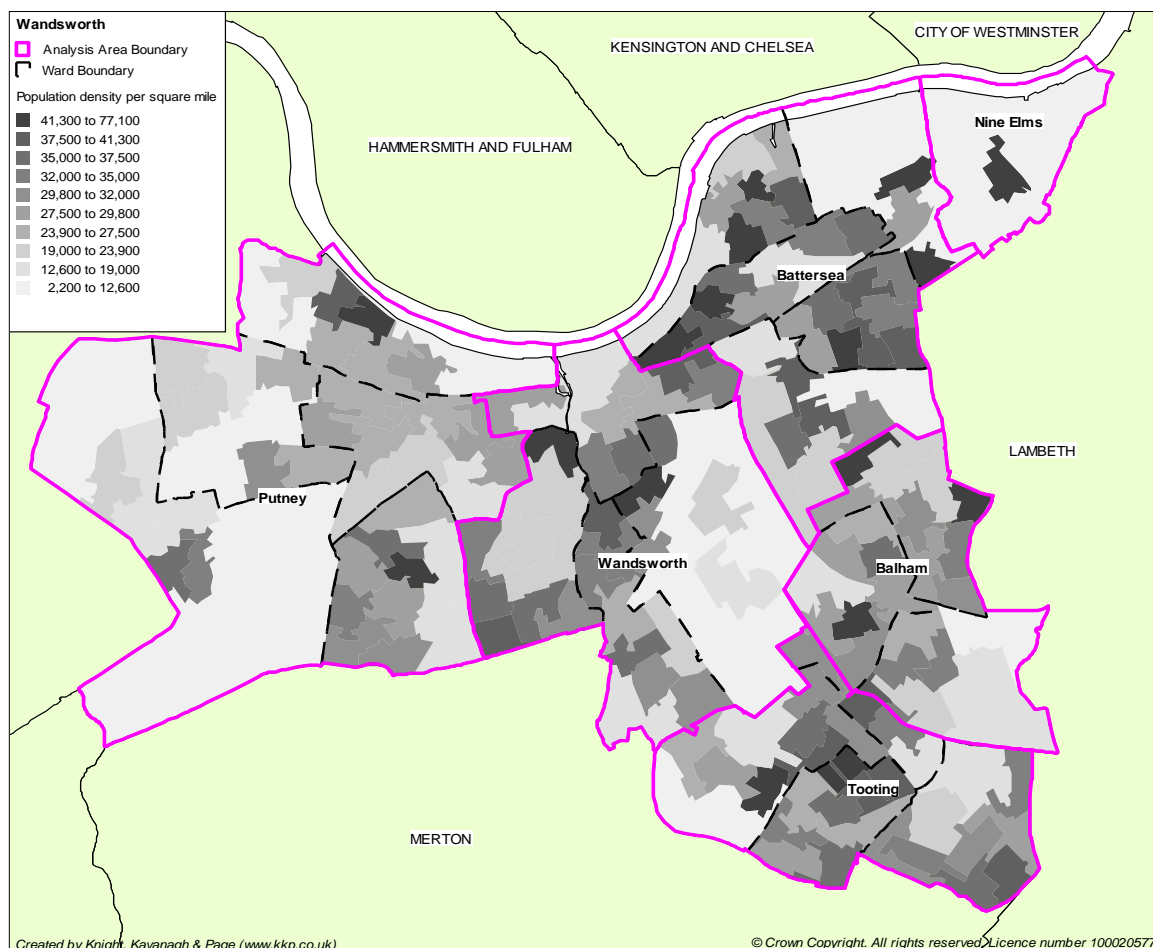 Wandsworth
Analysis Area Boundary
Ward Boundary
Population density per square mile
41,300 to 77,100
37,500 to 41,300
35,000 to 37,500
32,000 to 35,000
29,800 to 32,000
27,500 to 29,800
23,900 to 27,500
19,000 to 23,900
12,600 to 19,000
2,200 to 12,600
CITY OF WESTMINSTER
KENSINGTON AND CHELSEA
HAMMERSMITH AND FULHAM
Nine Elms
Battersea
LAMBETH
Putney
Wandsworth
Balham
Tooting
MERTON
Created by Knight, Kavanagh & Page (www.kkp.co.uk)
© Crown Copyright. All rights reserved. Licence number 100020577